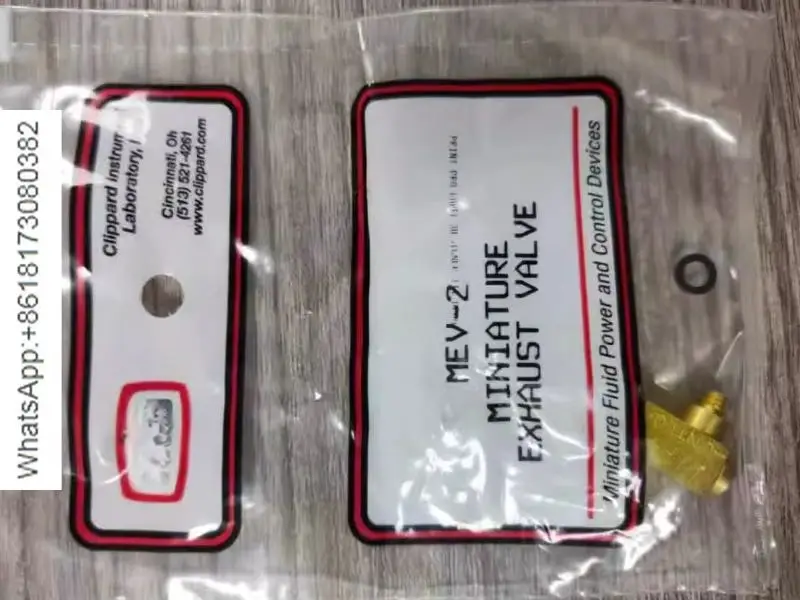 WhatsApp:+8618173080382
Clippard Instrum
Laboratory, I
Cincinnati, Oh
(513) 521-4261
www.clippard.com
MEV-2
MINIATURE
EXHAUST VALVE
Miniature Fluid Power and Control Devices